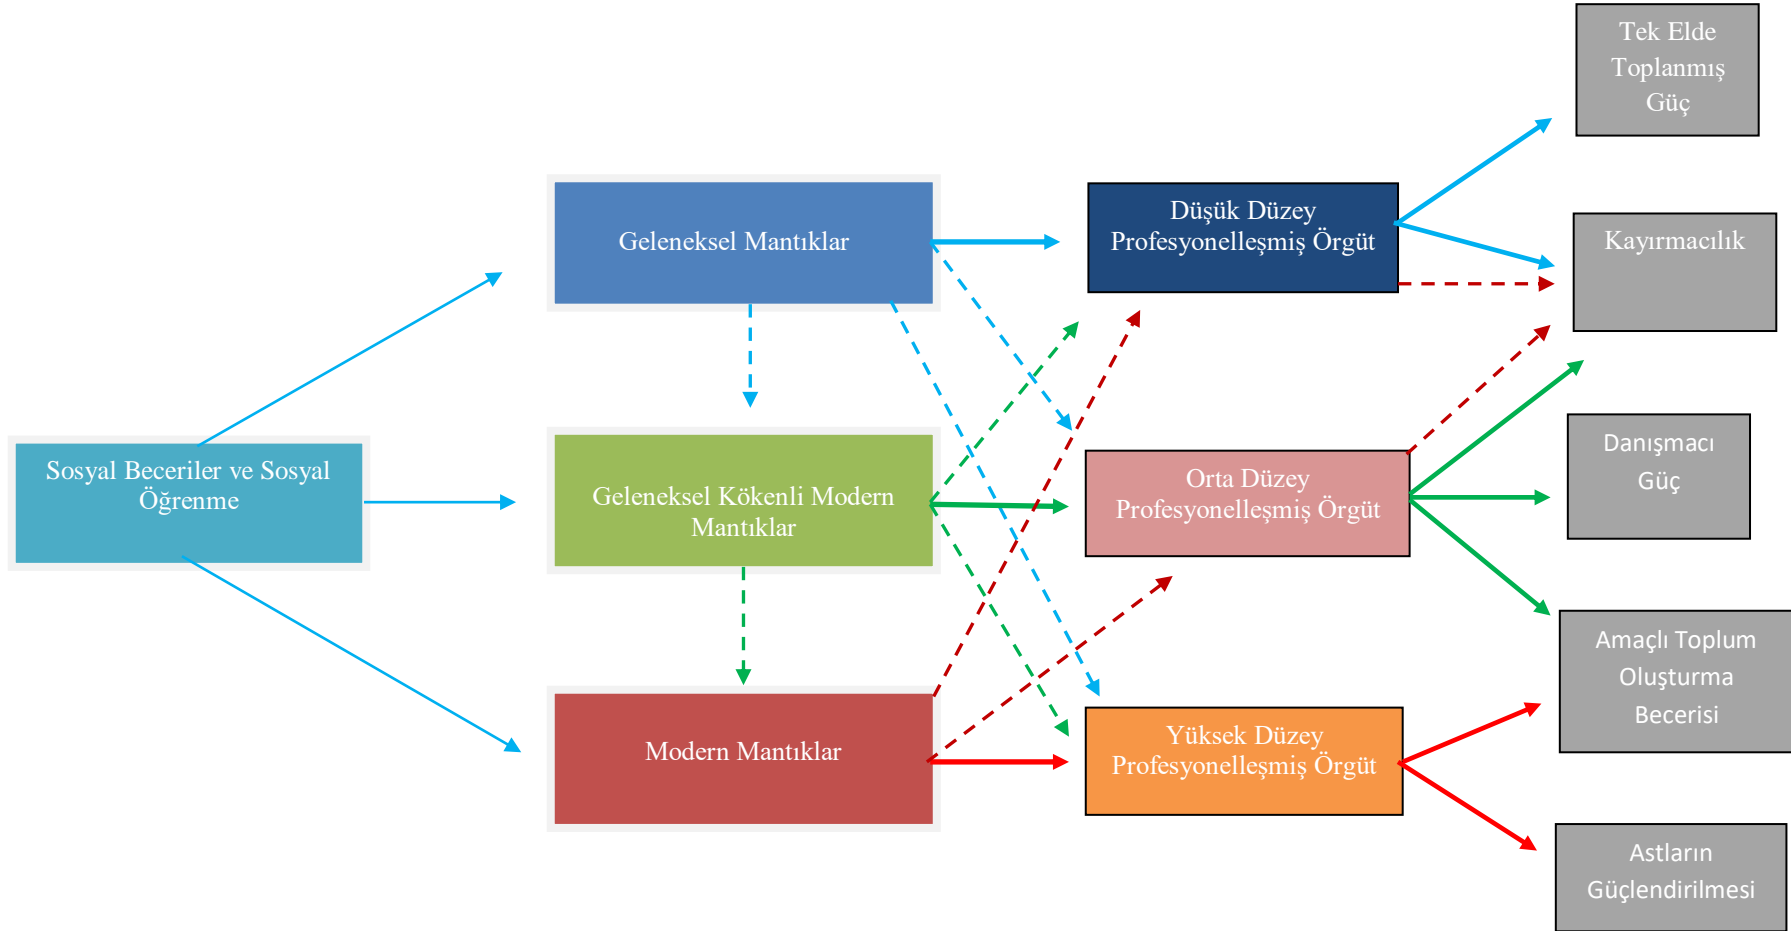 Tek Elde
Toplanmış
Güç
Geleneksel Mantıklar
Düşük Düzey
Profesyonelleşmiş Örgüt
Kayırmacılık
Sosyal Beceriler ve Sosyal
Öğrenme
Geleneksel Kökenli Modern
Mantıklar
Orta Düzey
Profesyonelleşmiş Örgüt
Danışmacı
Güç
Modern Mantıklar
Yüksek Düzey
Profesyonelleşmiş Örgüt
Amaçlı Toplum
Oluşturma
Becerisi
Astların
Güçlendirilmesi